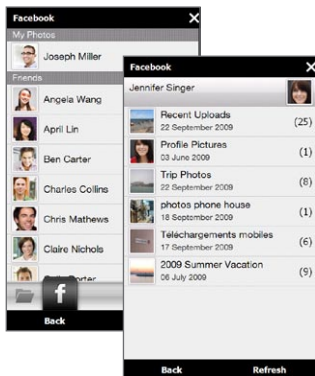 Facebook
My Photos
Joseph Miller
Friends
Angela Wang
April Lin
Ben Carter
Charles Collins
Chris Mathews
Claire Nichols
Back
Facebook
Jennifer Singer
Recent Uploads
22 September 2009
(25)
Profile Pictures
03 June 2009
(1)
Trip Photos
22 September 2009
(8)
photos phone house
18 September 2009
(1)
Téléchargements mobiles
17 September 2009
(6)
2009 Summer Vacation
06 July 2009
(9)
Back Refresh